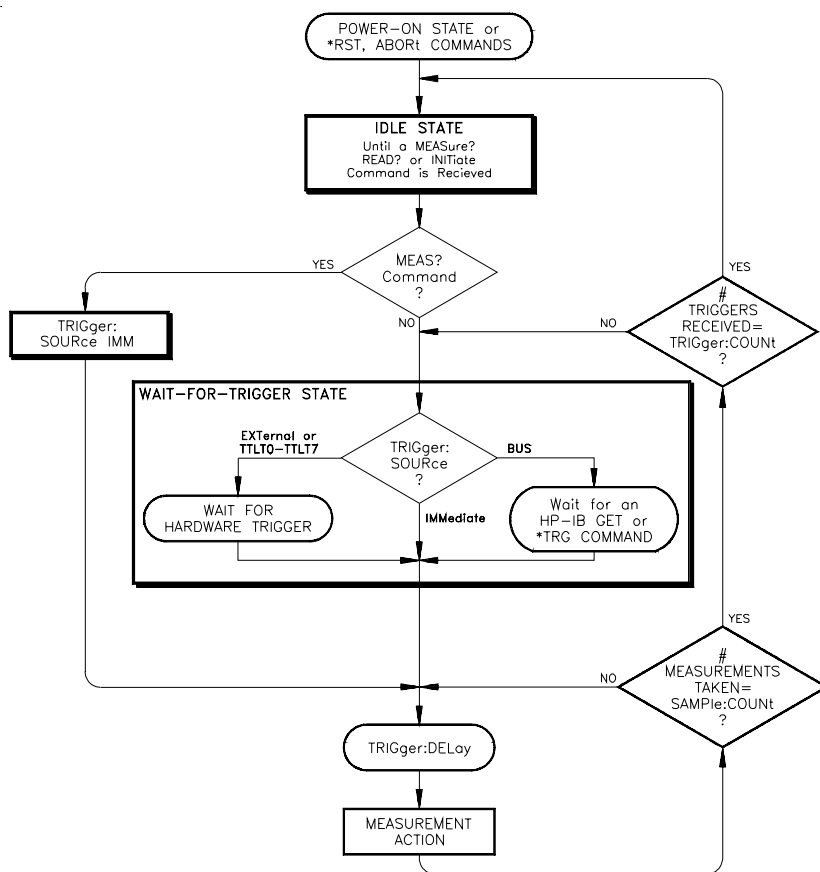 POWER-ON STATE or
*RST, ABORt COMMANDS
IDLE STATE
Until a MEASure?
READ? or INITiate
Command is Recieved
YES
MEAS?
Command
?
NO
TRIGger:
SOURce IMM
YES
#
TRIGGERS
RECEIVED=
TRIGger:COUNt
?
NO
WAIT-FOR-TRIGGER STATE
EXTernal or
TTLT0-TTLT7
TRIGger:
SOURce
?
BUS
WAIT FOR
HARDWARE TRIGGER
IMMediate
Wait for an
HP-IB GET or
*TRG COMMAND
YES
#
MEASUREMENTS
TAKEN=
SAMPle:COUNt
?
NO
TRIGger:DELay
MEASUREMENT
ACTION